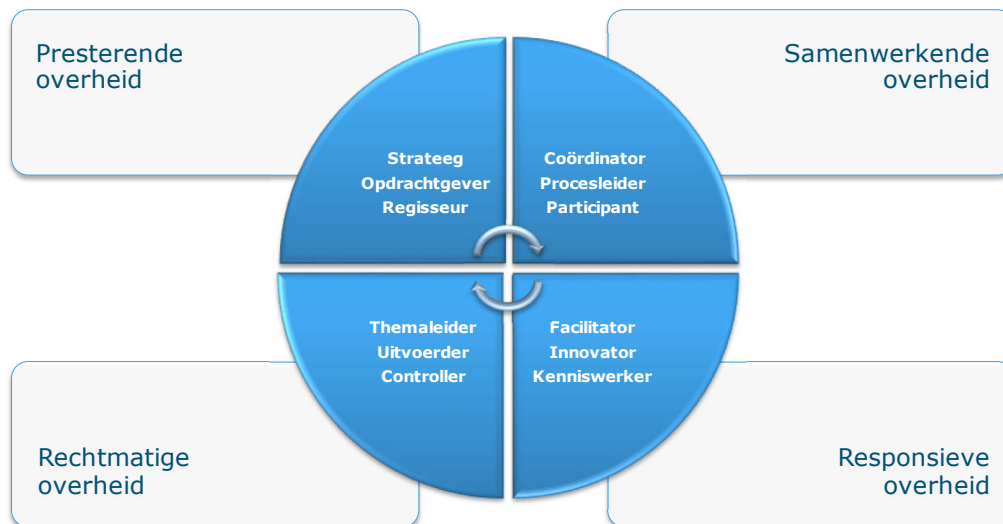 Presterende
overheid
Samenwerkende
overheid
Strateeg
Opdrachtgever
Regisseur
Coördinator
Procesleider
Participant
Themaleider
Uitvoerder
Controller
Facilitator
Innovator
Kenniswerker
Rechtmatige
overheid
Responsieve
overheid